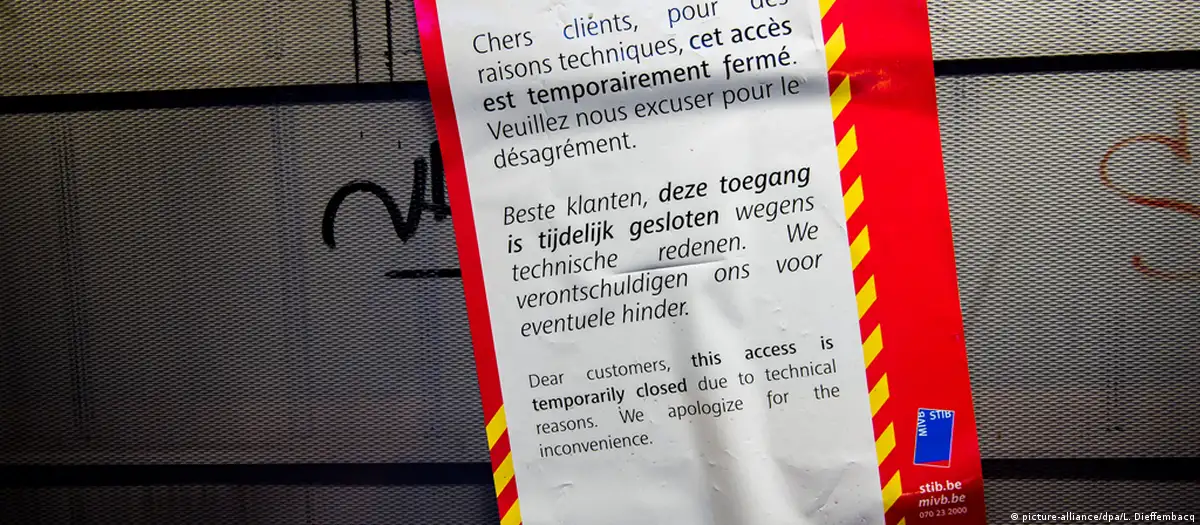 Chers clients, pour des
raisons techniques, cet accès
est temporairement fermé.
Veuillez nous excuser pour le
désagrément.
Beste klanten, deze toegang
is tijdelijk gesloten wegens
technische redenen. We
verontschuldigen ons voor
eventuele hinder.
Dear customers, this access is
temporarily closed due to technical
reasons. We apologize for the
inconvenience.
MIVB STIB
stib.be
mivb.be
070 23 2000
© picture-alliance/dpa/L. Dieffembacq